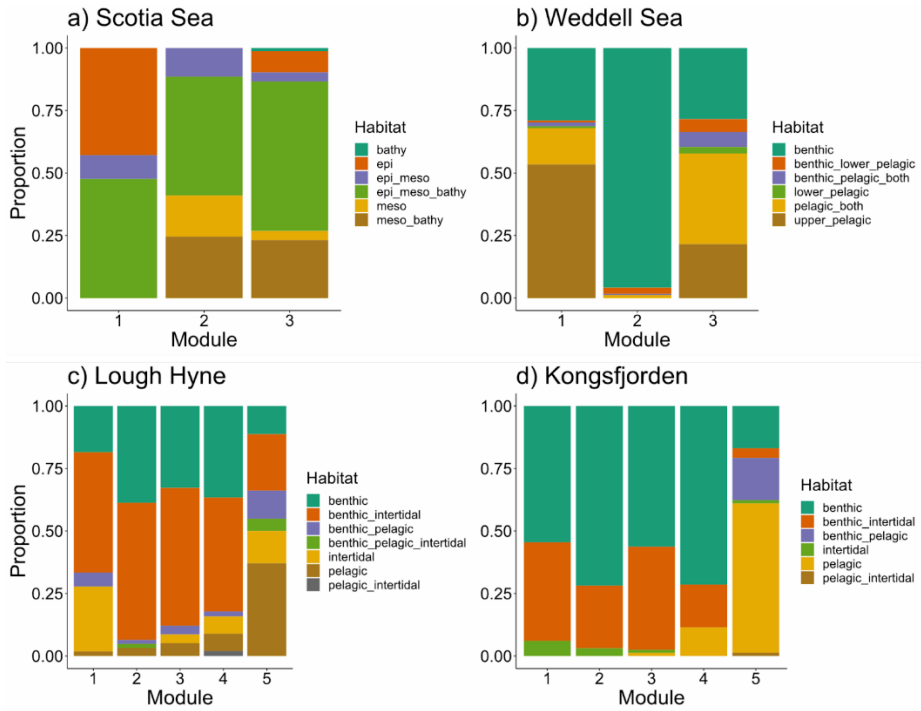 a) Scotia Sea
1.00
0.75
0.50
0.25
0.00
Proportion
1 2 3
Module
Habitat
bathy
epi
epi_meso
epi_meso_bathy
meso
meso_bathy
b) Weddell Sea
1.00
0.75
0.50
0.25
0.00
1 2 3
Module
Habitat
benthic
benthic_lower_pelagic
benthic_pelagic_both
lower_pelagic
pelagic_both
upper_pelagic
c) Lough Hyne
1.00
0.75
0.50
0.25
0.00
Proportion
1 2 3 4 5
Module
Habitat
benthic
benthic_intertidal
benthic_pelagic
benthic_pelagic_intertidal
intertidal
pelagic
pelagic_intertidal
d) Kongsfjorden
1.00
0.75
0.50
0.25
0.00
1 2 3 4 5
Module
Habitat
benthic
benthic_intertidal
benthic_pelagic
intertidal
pelagic
pelagic_intertidal